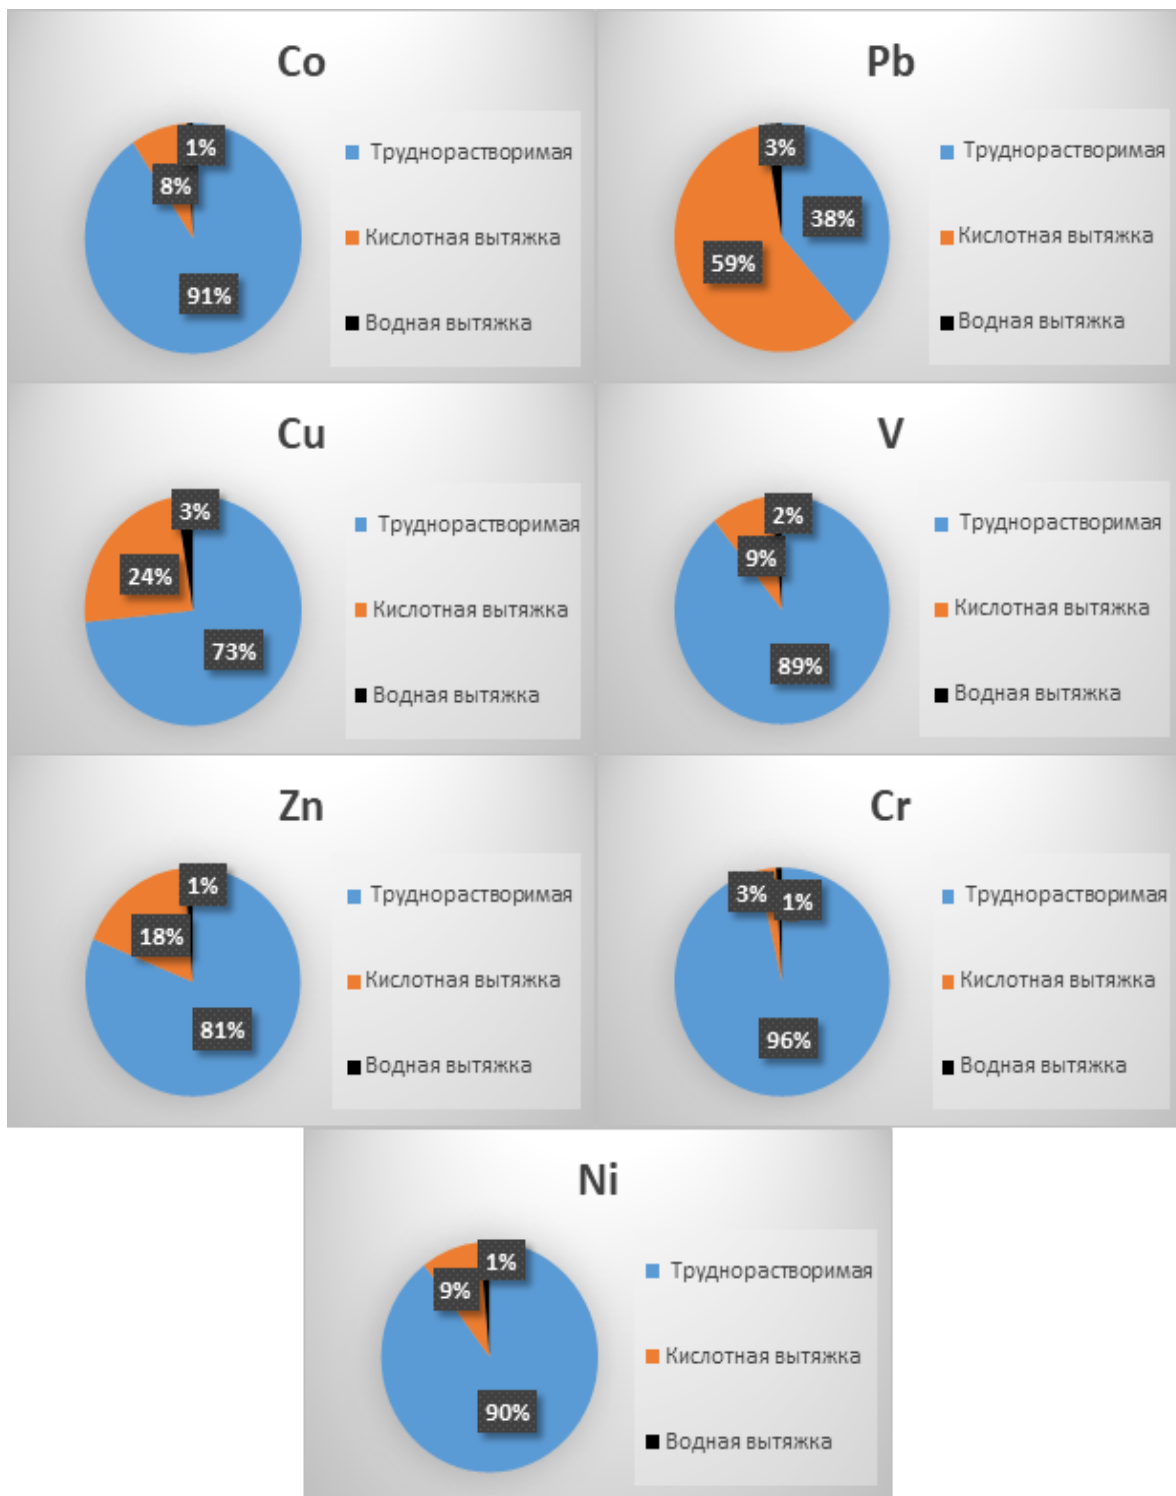 Co
1%
8%
91%
Труднорастворимая
Кислотная вытяжка
Водная вытяжка
Pb
3%
38%
59%
Труднорастворимая
Кислотная вытяжка
Водная вытяжка
Cu
3%
24%
73%
Труднорастворимая
Кислотная вытяжка
Водная вытяжка
V
2%
9%
89%
Труднорастворимая
Кислотная вытяжка
Водная вытяжка
Zn
1%
18%
81%
Труднорастворимая
Кислотная вытяжка
Водная вытяжка
Cr
3%
1%
96%
Труднорастворимая
Кислотная вытяжка
Водная вытяжка
Ni
1%
9%
90%
Труднорастворимая
Кислотная вытяжка
Водная вытяжка